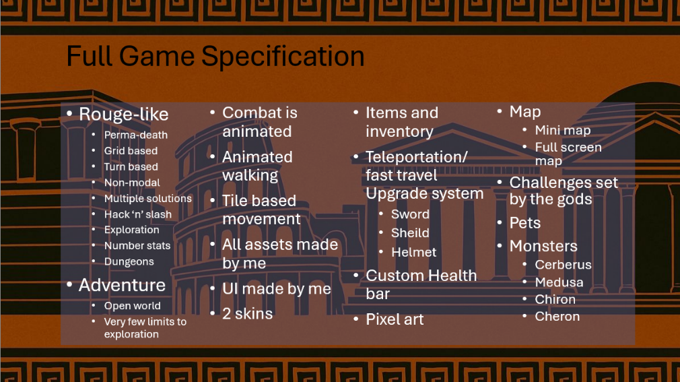 Full Game Specification
• Rouge-like
• Perma-death
• Grid based
• Turn based
• Non-modal
• Multiple solutions
• Hack 'n' slash
• Exploration
• Number stats
• Dungeons
• Adventure
• Open world
• Very few limits to
exploration
• Combat is
animated
• Animated
walking
• Tile based
movement
• All assets made
by me
• UI made by me
• 2 skins
• Items and
inventory
• Teleportation/
fast travel
Upgrade system
• Sword
• Sheild
• Helmet
• Custom Health
bar
• Pixel art
• Map
• Mini map
• Full screen
map
• Challenges set
by the gods
• Pets
• Monsters
• Cerberus
• Medusa
• Chiron
• Cheron